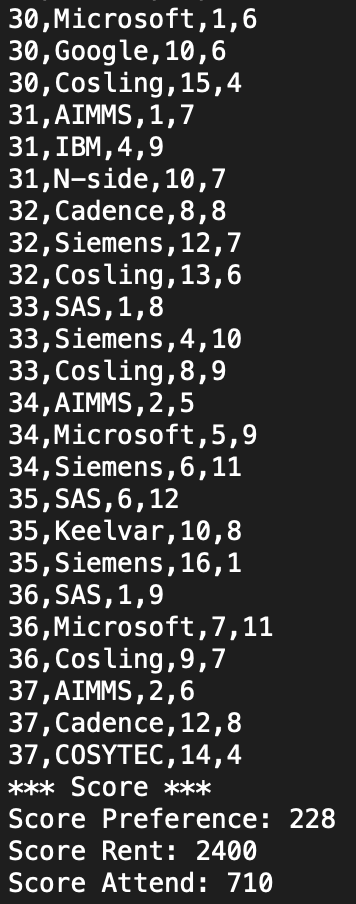 30,Microsoft,1,6
30,Google,10,6
30,Cosling,15,4
31,AIMMS,1,7
31,IBM,4,9
31,N-side,10,7
32,Cadence,8,8
32,Siemens,12,7
32,Cosling,13,6
33,SAS,1,8
33,Siemens,4,10
33,Cosling,8,9
34,AIMMS,2,5
34,Microsoft,5,9
34,Siemens,6,11
35,SAS,6,12
35,Keelvar,10,8
35,Siemens,16,1
36,SAS,1,9
36,Microsoft,7,11
36,Cosling,9,7
37,AIMMS,2,6
37,Cadence,12,8
37,COSYTEC,14,4
*** Score ***
Score Preference: 228
Score Rent: 2400
Score Attend: 710